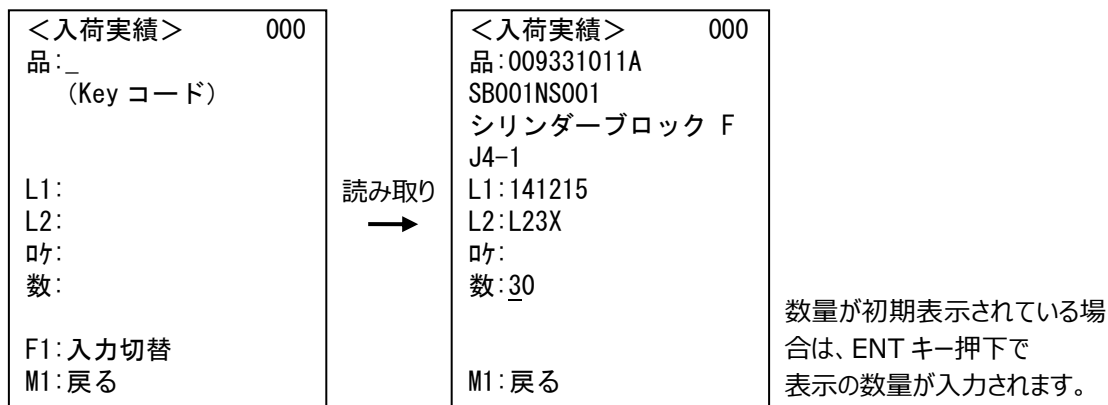 <入荷実績> 000
品:_
(Key コード)
L1:
L2:
ﾛｹ:
数:
F1:入力切替
M1:戻る
読み取り
<入荷実績> 000
品:009331011A
SB001NS001
シリンダーブロック F
J4-1
L1:141215
L2:L23X
ﾛｹ:
数:30
M1:戻る
数量が初期表示されている場
合は、ENT キー押下で
表示の数量が入力されます。